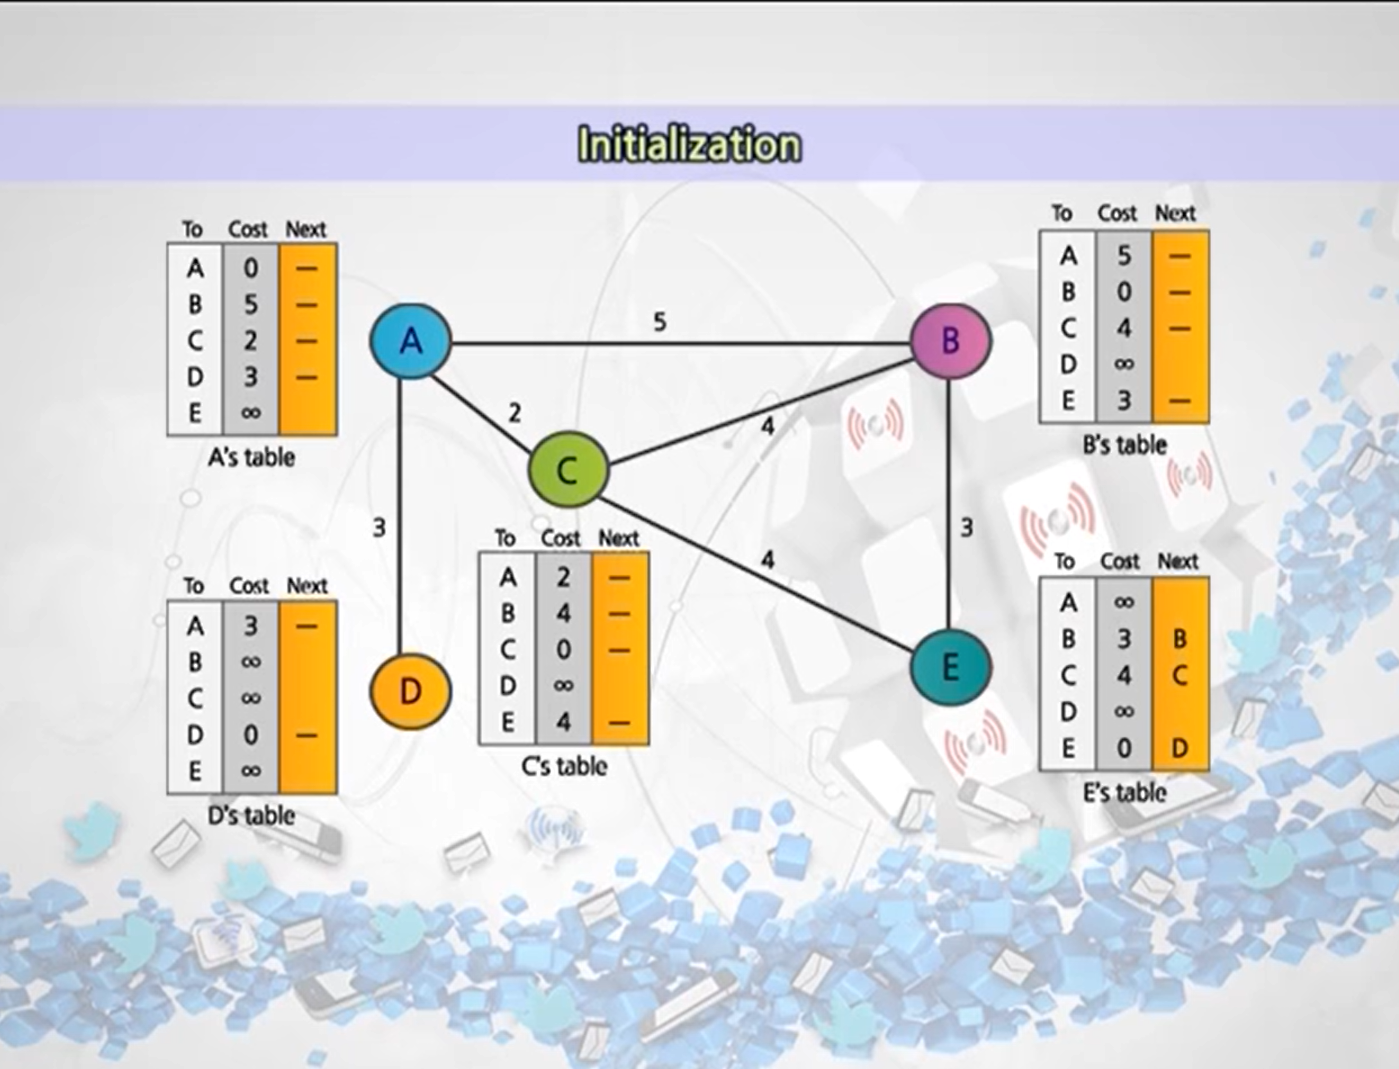 Initialization
To Cost Next
A 0 —
B 5 —
C 2 —
D 3 —
E ∞
A's table
To Cost Next
A 5 —
B 0 —
C 4 —
D ∞
E 3 —
B's table
A
B
C
D
E
5
2
4
3
4
3
To Cost Next
A 3 —
B ∞
C ∞
D 0 —
E ∞
D's table
To Cost Next
A 2 —
B 4 —
C 0 —
D ∞
E 4 —
C's table
To Cost Next
A ∞
B 3 B
C 4 C
D ∞
E 0 D
E's table